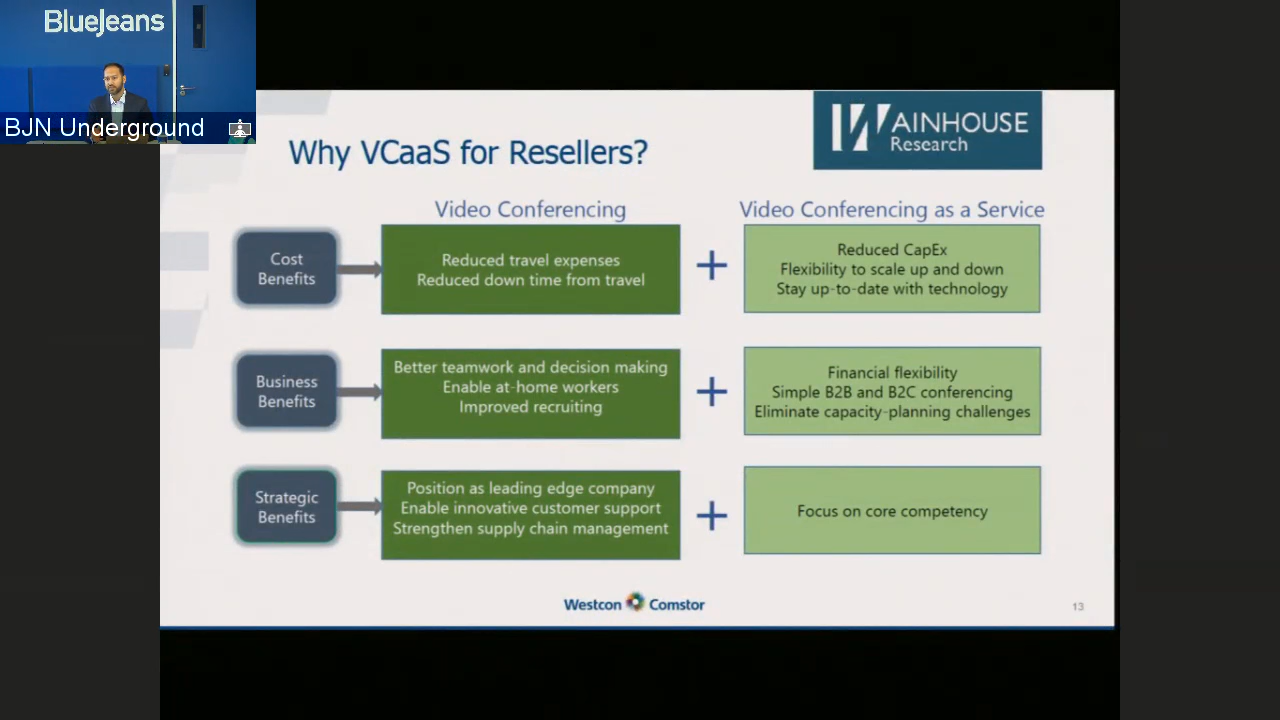 BlueJeans
BJN Underground
WAINHOUSE
Research
Why VCaaS for Resellers?
Video Conferencing
Video Conferencing as a Service
Cost
Benefits
Reduced travel expenses
Reduced down time from travel
+
Reduced CapEx
Flexibility to scale up and down
Stay up-to-date with technology
Business
Benefits
Better teamwork and decision making
Enable at-home workers
Improved recruiting
+
Financial flexibility
Simple B2B and B2C conferencing
Eliminate capacity-planning challenges
Strategic
Benefits
Position as leading edge company
Enable innovative customer support
Strengthen supply chain management
+
Focus on core competency
Westcon Comstor
13